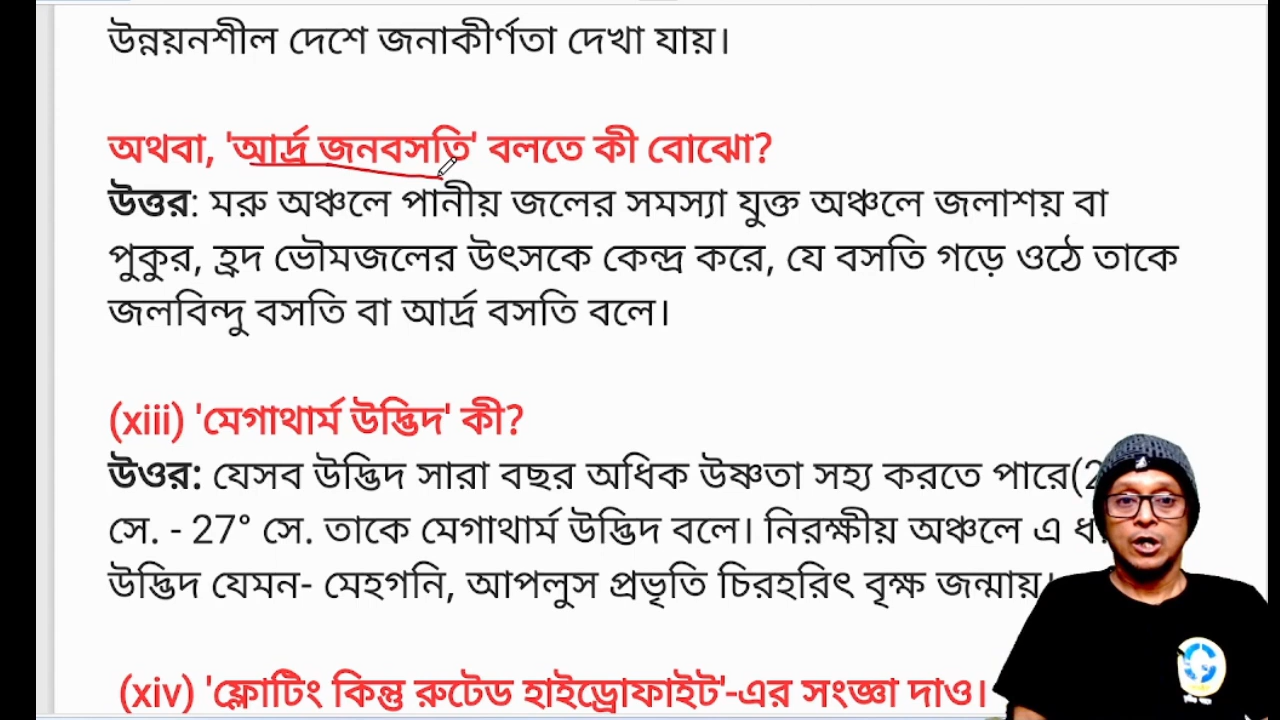 উন্নয়নশীল দেশে জনাকীর্ণতা দেখা যায়।
অথবা, 'আর্দ্র জনবসতি' বলতে কী বোঝো?
উত্তর: মরু অঞ্চলে পানীয় জলের সমস্যা যুক্ত অঞ্চলে জলাশয় বা
পুকুর, হ্রদ ভৌমজলের উৎসকে কেন্দ্র করে, যে বসতি গড়ে ওঠে তাকে
জলবিন্দু বসতি বা আর্দ্র বসতি বলে।
(xiii) 'মেগাথার্ম উদ্ভিদ' কী?
উওর: যেসব উদ্ভিদ সারা বছর অধিক উষ্ণতা সহ্য করতে পারে(2
সে. - 27° সে. তাকে মেগাথার্ম উদ্ভিদ বলে। নিরক্ষীয় অঞ্চলে এ
উদ্ভিদ যেমন- মেহগনি, আপলুস প্রভৃতি চিরহরিৎ বৃক্ষ জন্মায়।
(xiv) 'ফ্লোটিং কিন্তু রুটেড হাইড্রোফাইট'-এর সংজ্ঞা দাও।